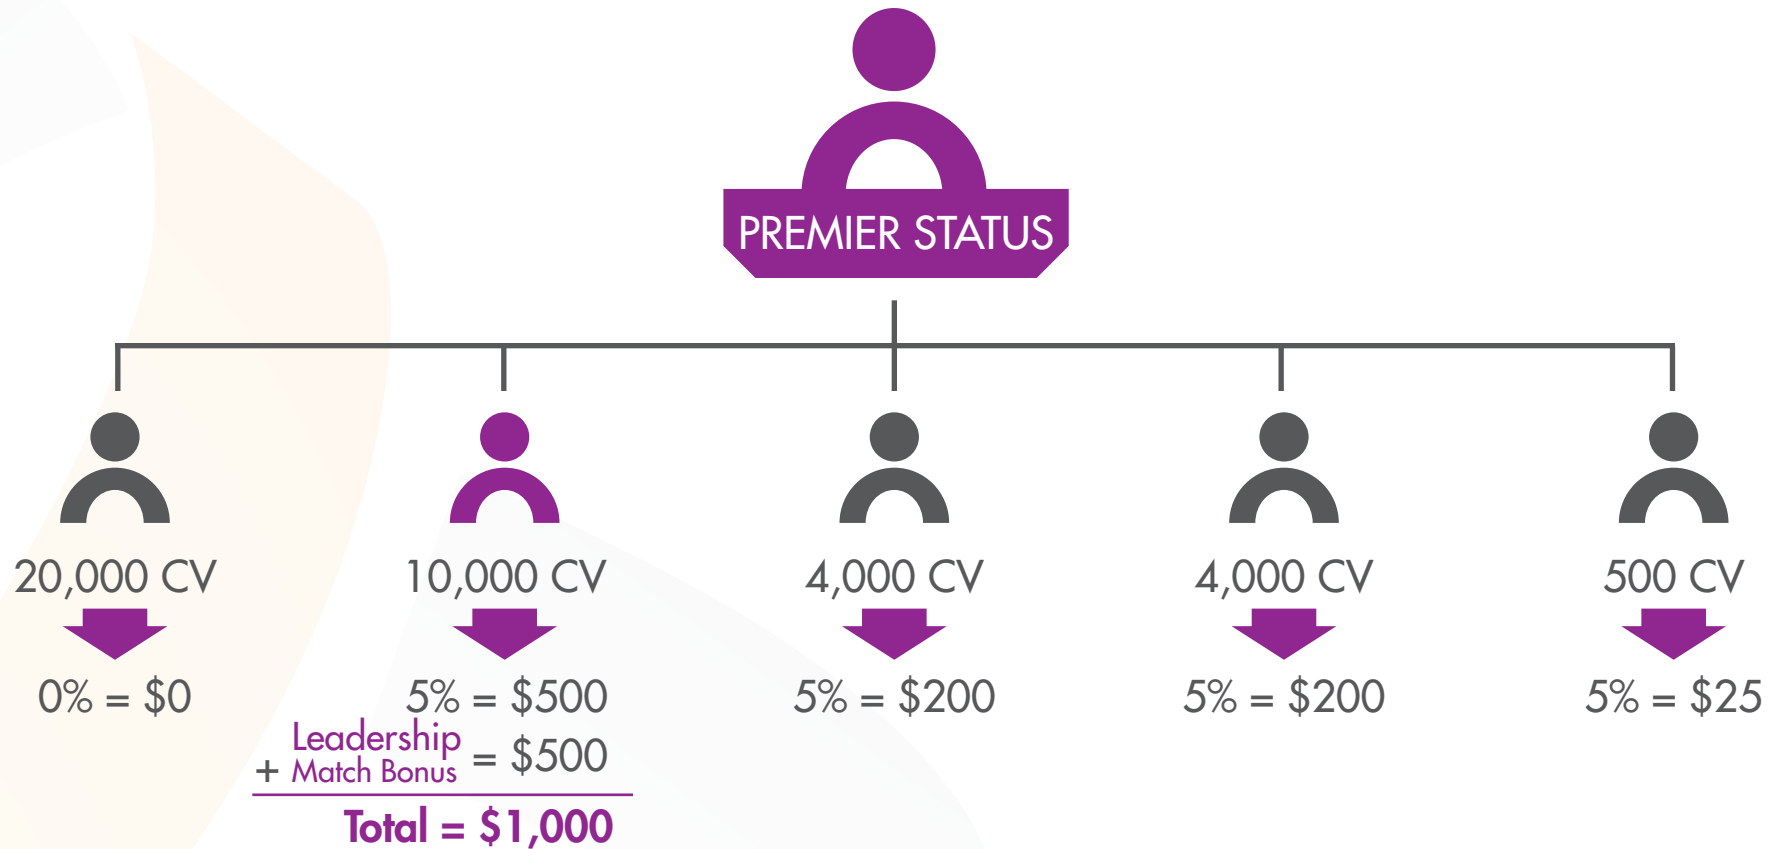 PREMIER STATUS
20,000 CV
10,000 CV
4,000 CV
4,000 CV
500 CV
0% = $0
5% = $500
5% = $200
5% = $200
5% = $25
+ Leadership Match Bonus = $500
Total = $1,000